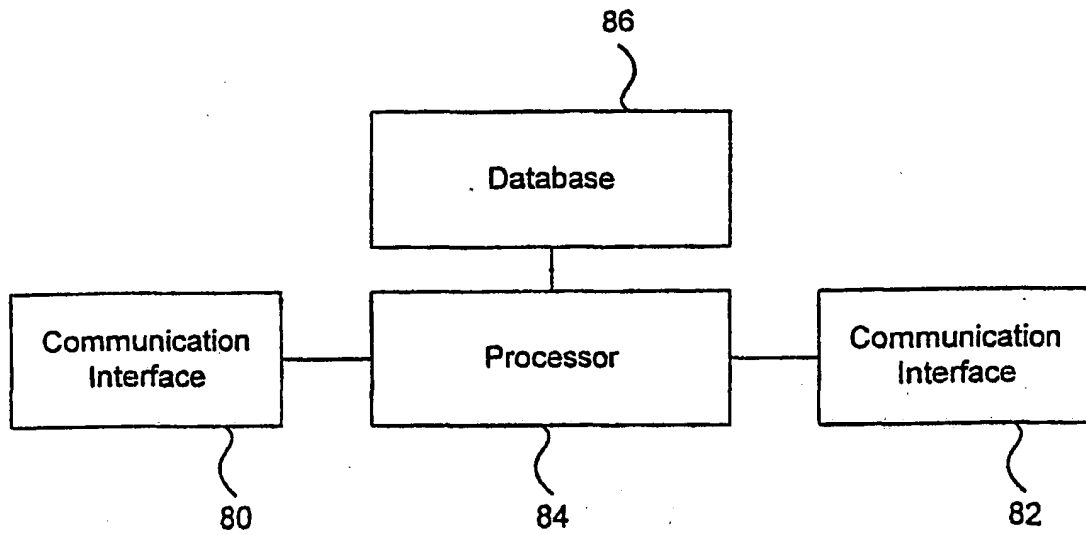 86
Database
Communication
Interface
Processor
Communication
Interface
80
84
82